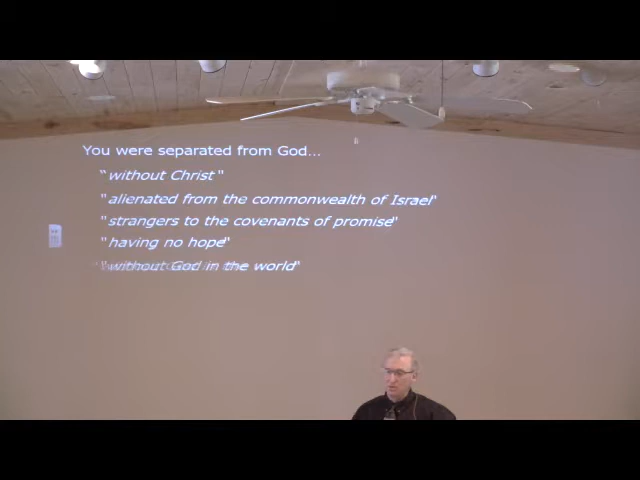 You were separated from God...
"without Christ"
"alienated from the commonwealth of Israel"
"strangers to the covenants of promise"
"having no hope"
"without God in the world"